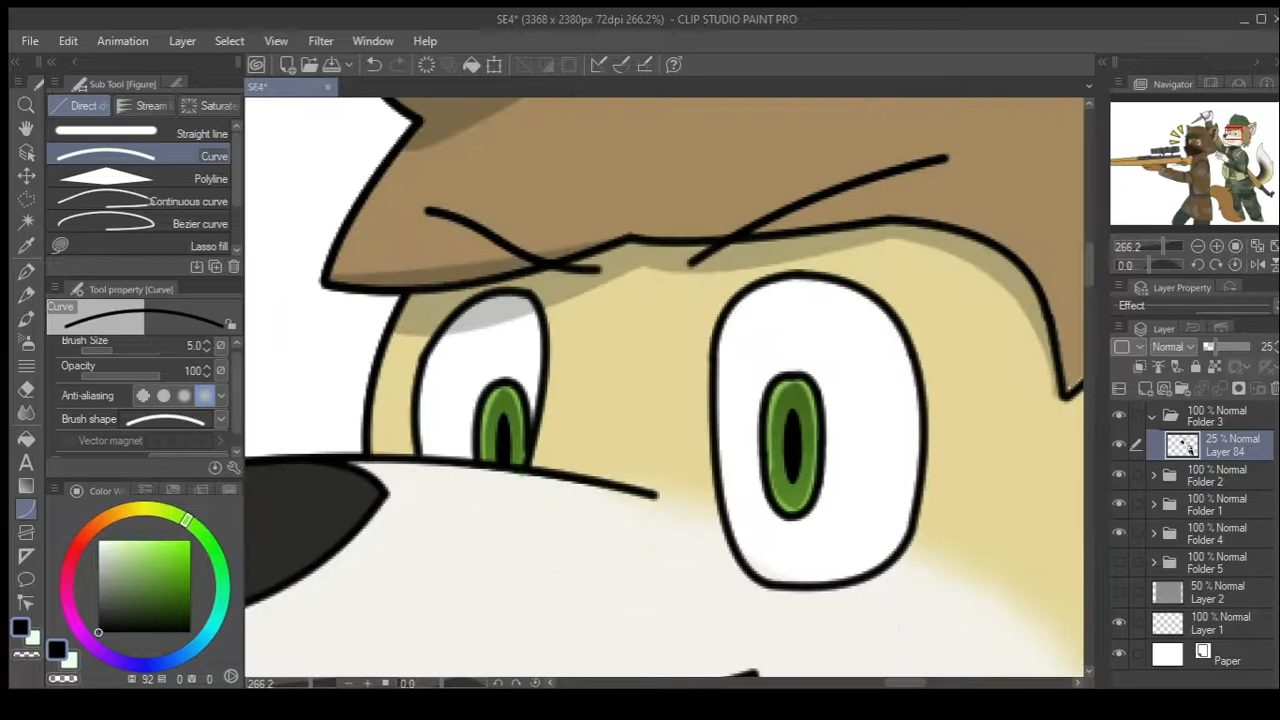 SE4* (3368 x 2380px 72dpi 266.2%) - CLIP STUDIO PAINT PRO
File Edit Animation Layer Select View Filter Window Help
Sub Tool [Figure]
SE4*
Navigator
Direct d
Stream
Saturate
Straight line
Curve
Polyline
Continuous curve
Bezier curve
Lasso fill
Tool property [Curve]
Curve
Brush Size 5.0
Opacity 100
Anti-aliasing
Brush shape
Vector magnet
Color W
92 S 0 V 0
266.2 0.0
266.2
0.0
Layer Property
Effect
Layer
Normal 25
100 % Normal
Folder 3
25 % Normal
Layer 84
100 % Normal
Folder 2
100 % Normal
Folder 1
100 % Normal
Folder 4
100 % Normal
Folder 5
50 % Normal
Layer 2
100 % Normal
Layer 1
Paper